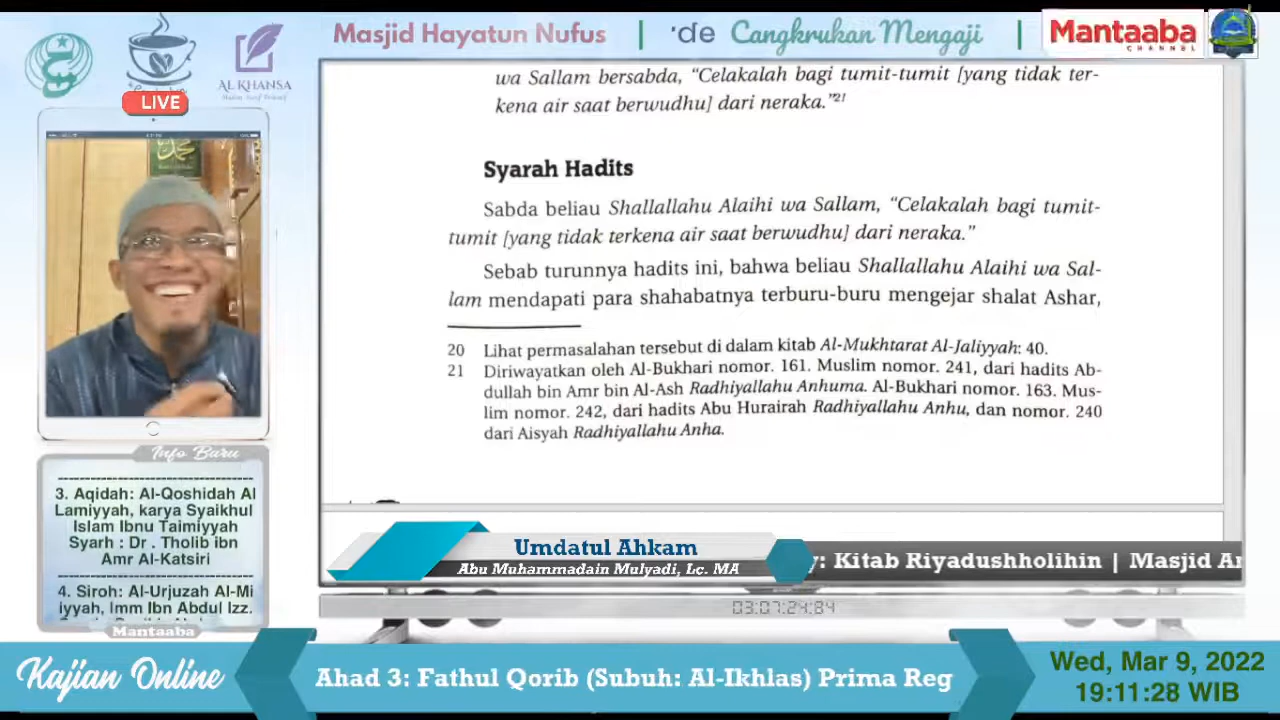 Masjid Hayatun Nufus | 'de Cangkrukan Mengaji |
Mantaaba
CHANNEL
AL KHANSA
LIVE
wa Sallam bersabda, “Celakalah bagi tumit-tumit [yang tidak ter-
kena air saat berwudhu] dari neraka.”21
Syarah Hadits
Sabda beliau Shallallahu Alaihi wa Sallam, “Celakalah bagi tumit-
tumit [yang tidak terkena air saat berwudhu] dari neraka.”
Sebab turunnya hadits ini, bahwa beliau Shallallahu Alaihi wa Sal-
lam mendapati para shahabatnya terburu-buru mengejar shalat Ashar,
20 Lihat permasalahan tersebut di dalam kitab Al-Mukhtarat Al-Jaliyyah: 40.
21 Diriwayatkan oleh Al-Bukhari nomor. 161. Muslim nomor. 241, dari hadits Ab-
dullah bin Amr bin Al-Ash Radhiyallahu Anhuma. Al-Bukhari nomor. 163. Mus-
lim nomor. 242, dari hadits Abu Hurairah Radhiyallahu Anhu, dan nomor. 240
dari Aisyah Radhiyallahu Anha.
Info Baru
3. Aqidah: Al-Qoshidah Al
Lamiyyah, karya Syaikhul
Islam Ibnu Taimiyyah
Syarh : Dr . Tholib ibn
Amr Al-Katsiri
4. Siroh: Al-Urjuzah Al-Mi
iyyah, Imm Ibn Abdul Izz.
Mantaaba
Umdatul Ahkam
Abu Muhammadain Mulyadi, Lc. MA
y: Kitab Riyadushholihin | Masjid Ar
03:07:24:84
Kajian Online
Ahad 3: Fathul Qorib (Subuh: Al-Ikhlas) Prima Reg
Wed, Mar 9, 2022
19:11:28 WIB